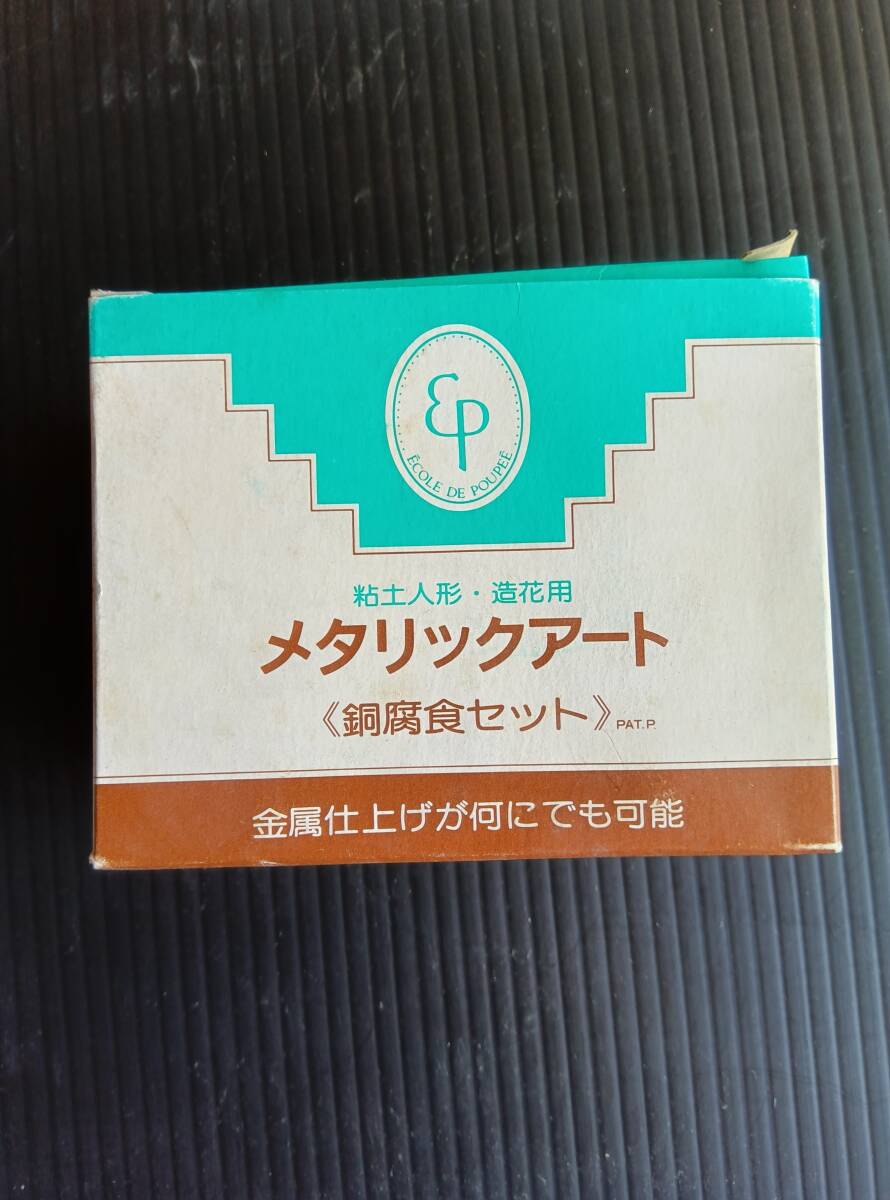 EP
ÉCOLE DE POUPEÉ
粘土人形・造花用
メタリックアート
《銅腐食セット》PAT.P.
金属仕上げが何にでも可能